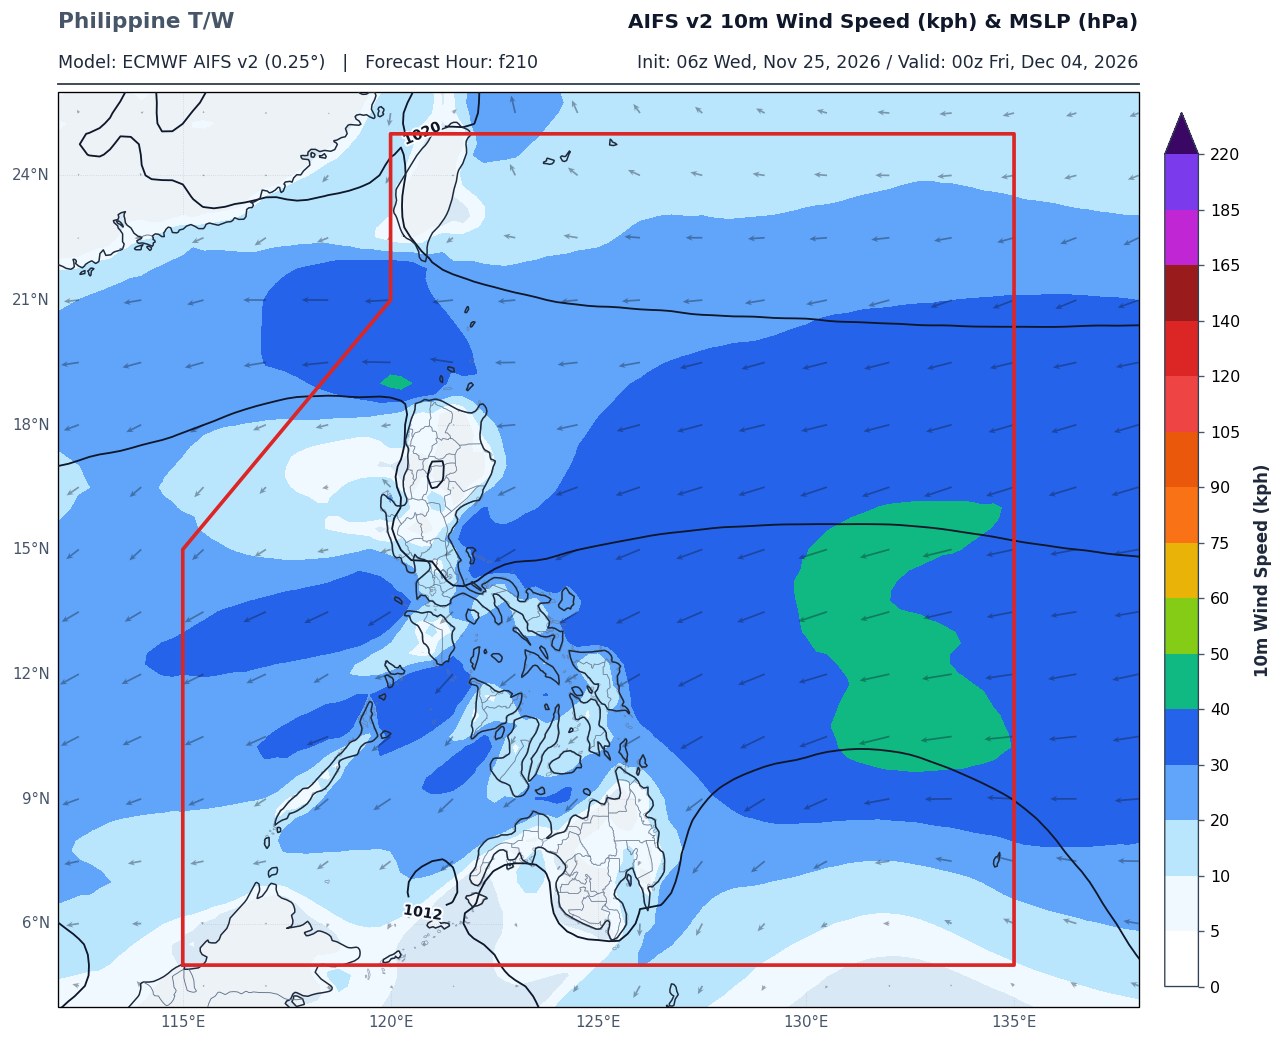 Philippine T/W
AIFS v2 10m Wind Speed (kph) & MSLP (hPa)
Model: ECMWF AIFS v2 (0.25°) | Forecast Hour: f210
Init: 06z Wed, Nov 25, 2026 / Valid: 00z Fri, Dec 04, 2026
1020
1012
24°N
21°N
18°N
15°N
12°N
9°N
6°N
115°E
120°E
125°E
130°E
135°E
220
185
165
140
120
105
90
75
60
50
40
30
20
10
5
0
10m Wind Speed (kph)